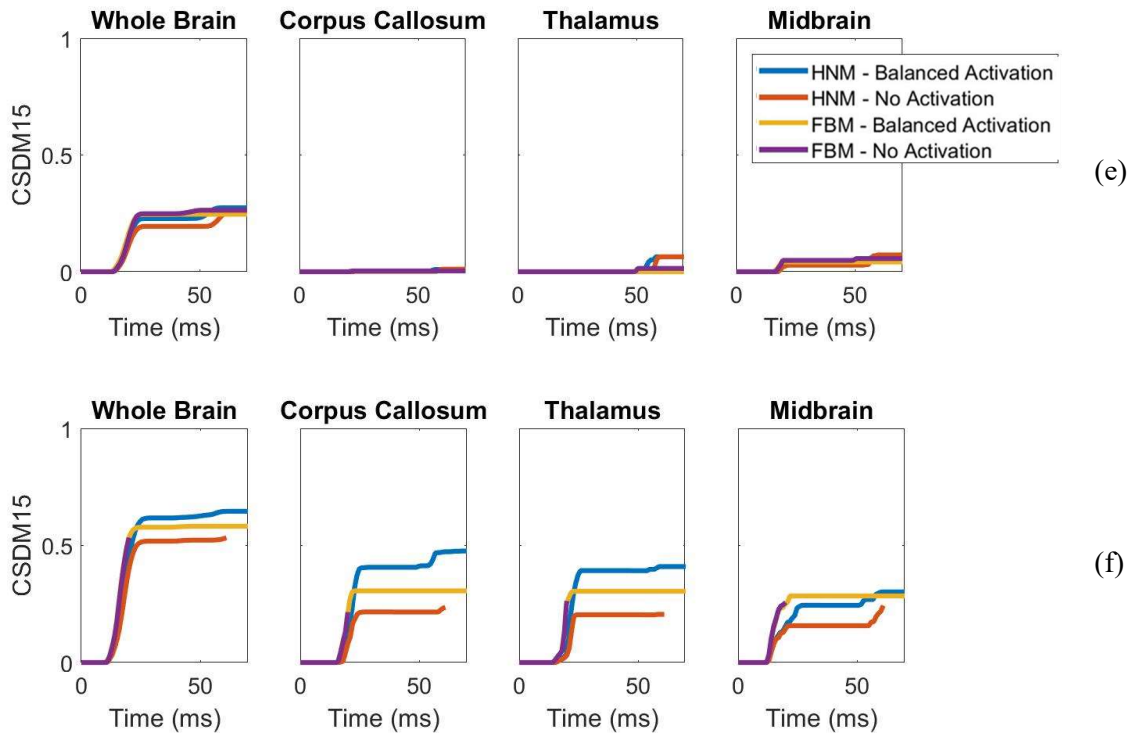 Whole Brain Corpus Callosum Thalamus Midbrain
1
HNM - Balanced Activation
HNM - No Activation
FBM - Balanced Activation
FBM - No Activation
CSDM15
0.5
(e)
0
0 50 0 50 0 50 0 50
Time (ms) Time (ms) Time (ms) Time (ms)
Whole Brain Corpus Callosum Thalamus Midbrain
1
CSDM15
0.5
(f)
0
0 50 0 50 0 50 0 50
Time (ms) Time (ms) Time (ms) Time (ms)